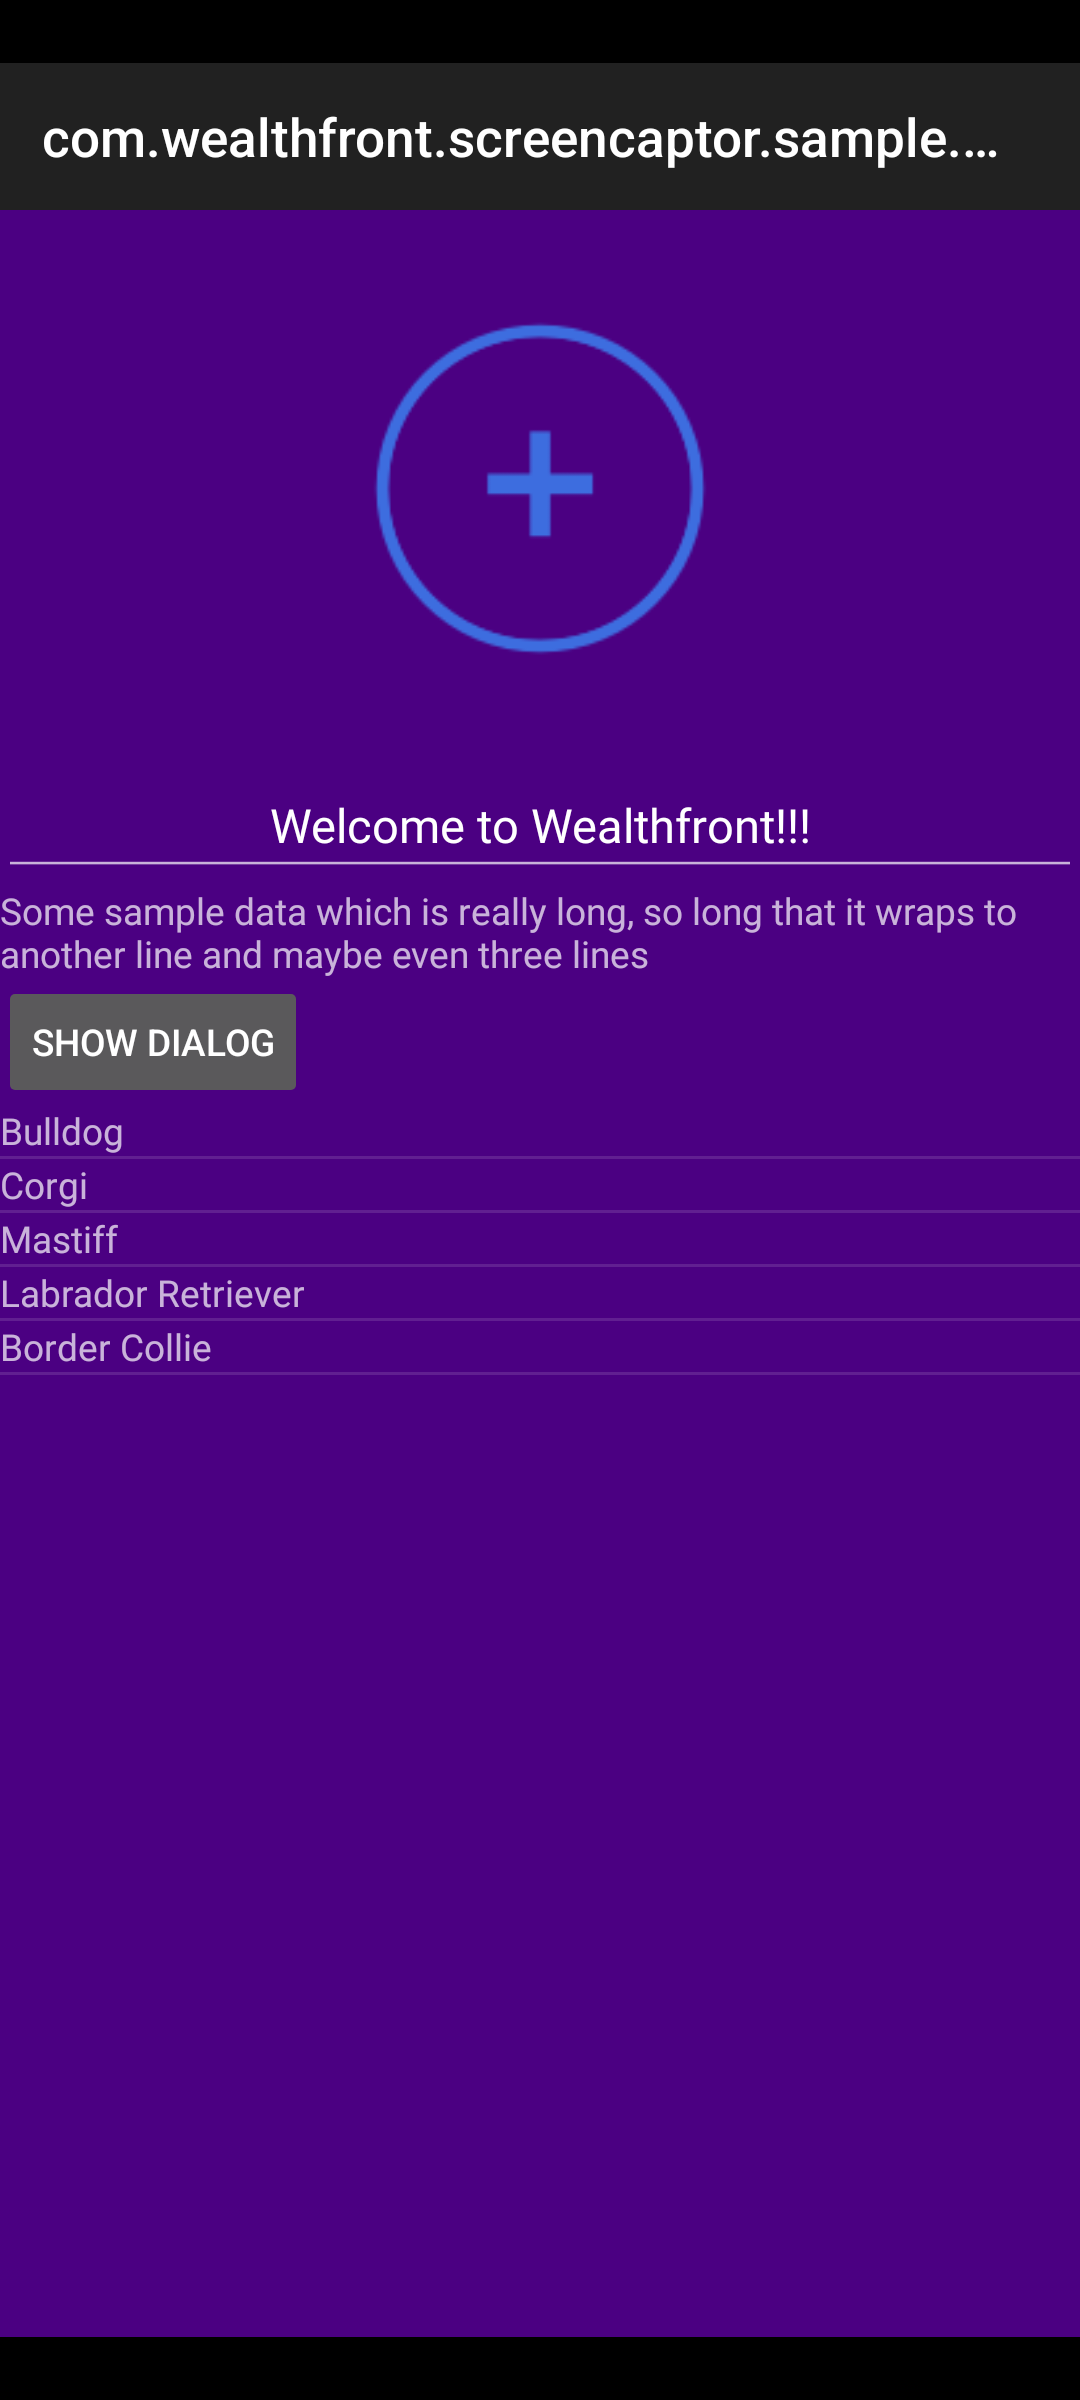 com.wealthfront.screencaptor.sample.…
Welcome to Wealthfront!!!
Some sample data which is really long, so long that it wraps to
another line and maybe even three lines
SHOW DIALOG
Bulldog
Corgi
Mastiff
Labrador Retriever
Border Collie